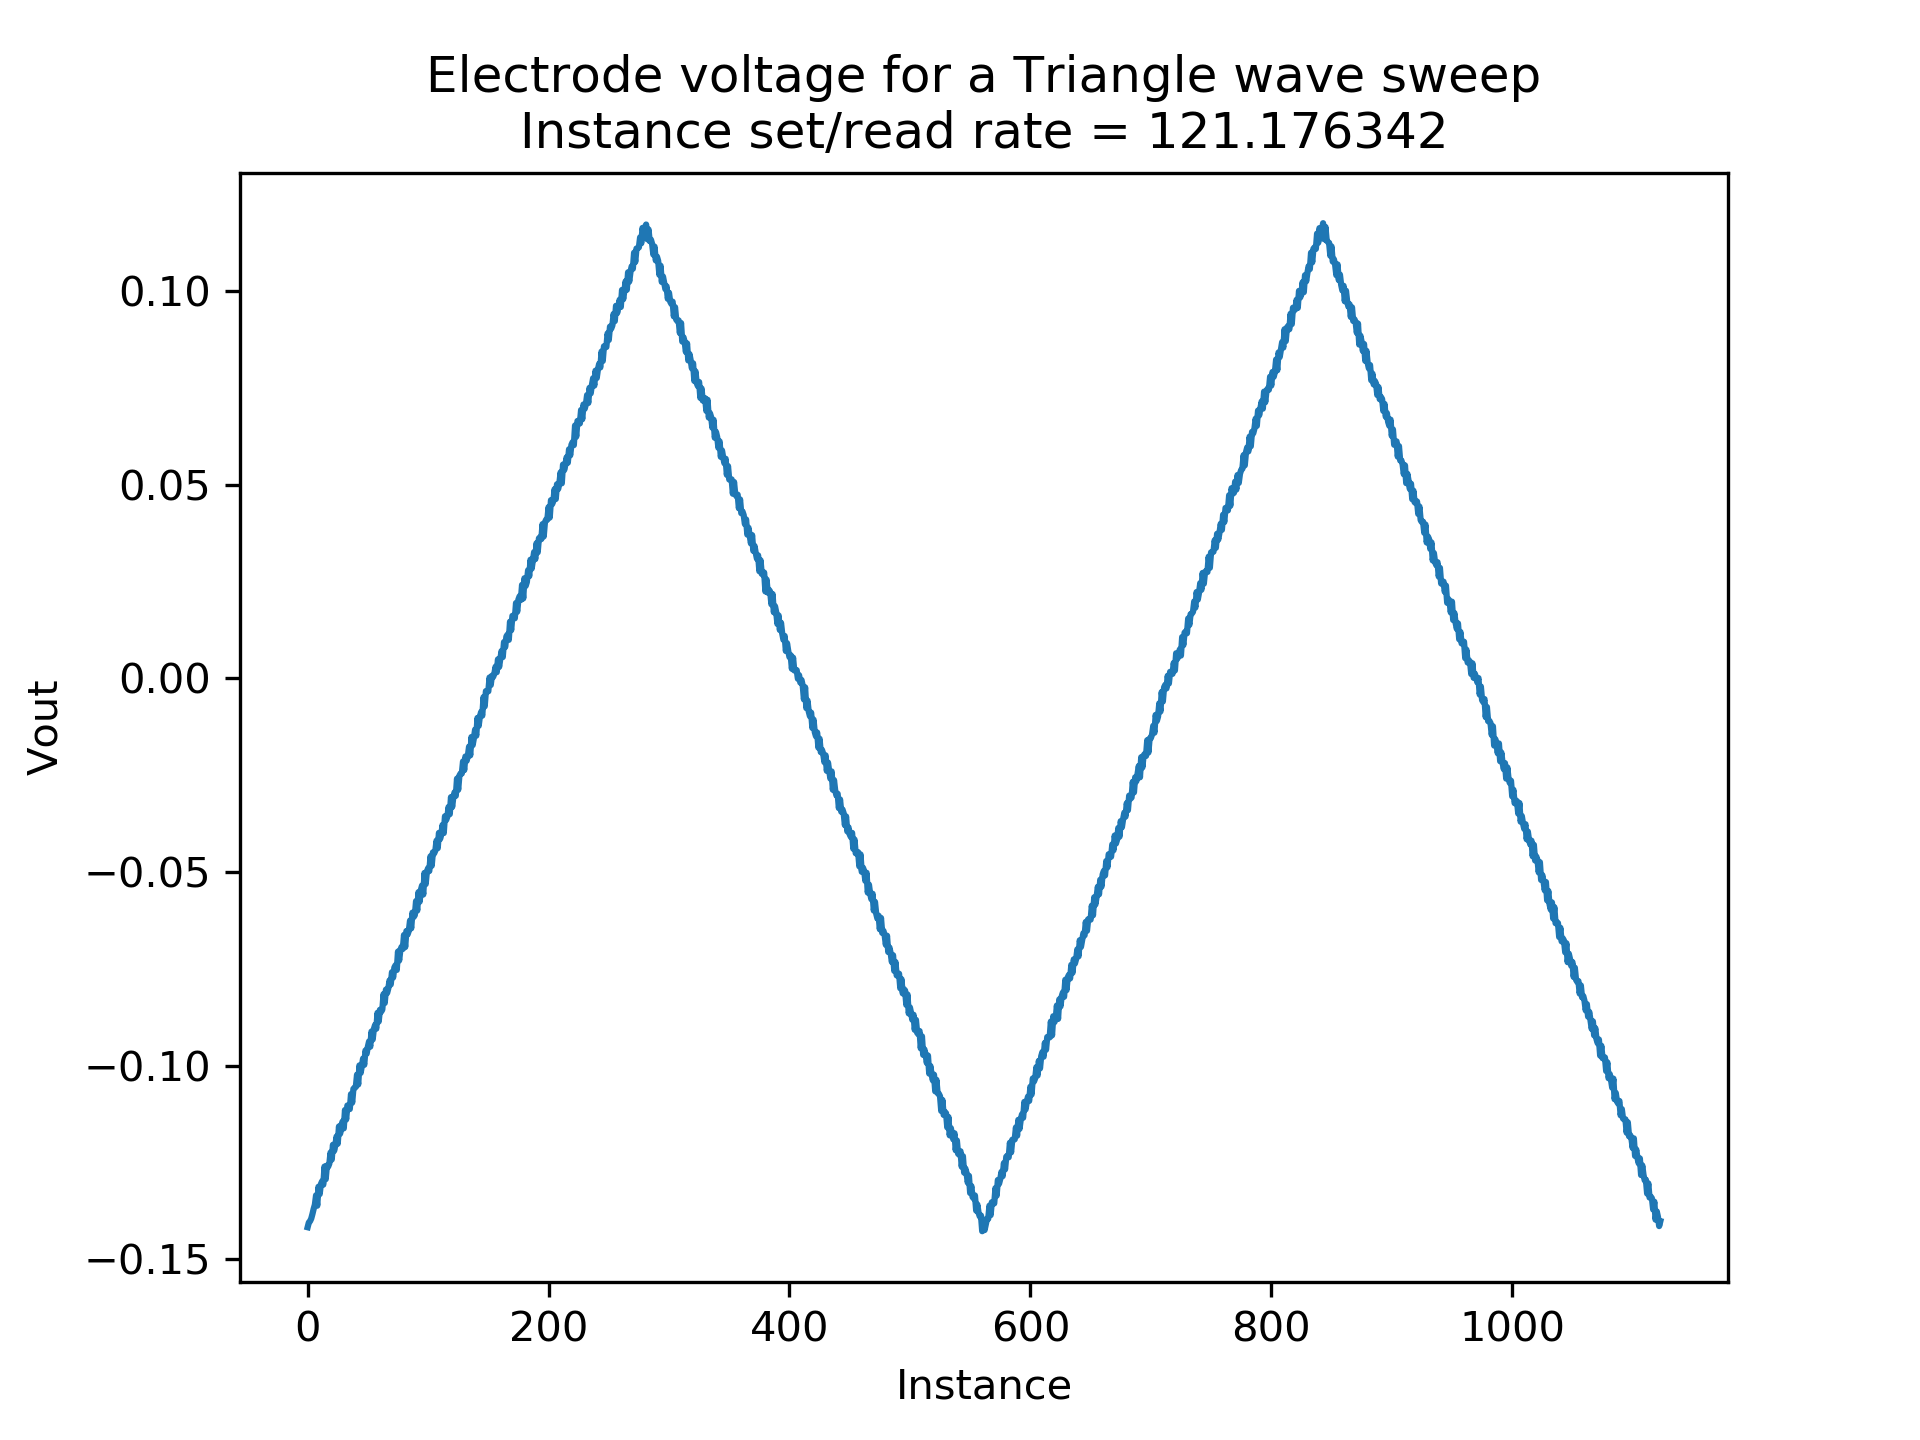 Electrode voltage for a Triangle wave sweep
Instance set/read rate = 121.176342
0.10
0.05
0.00
−0.05
−0.10
−0.15
Vout
0 200 400 600 800 1000
Instance